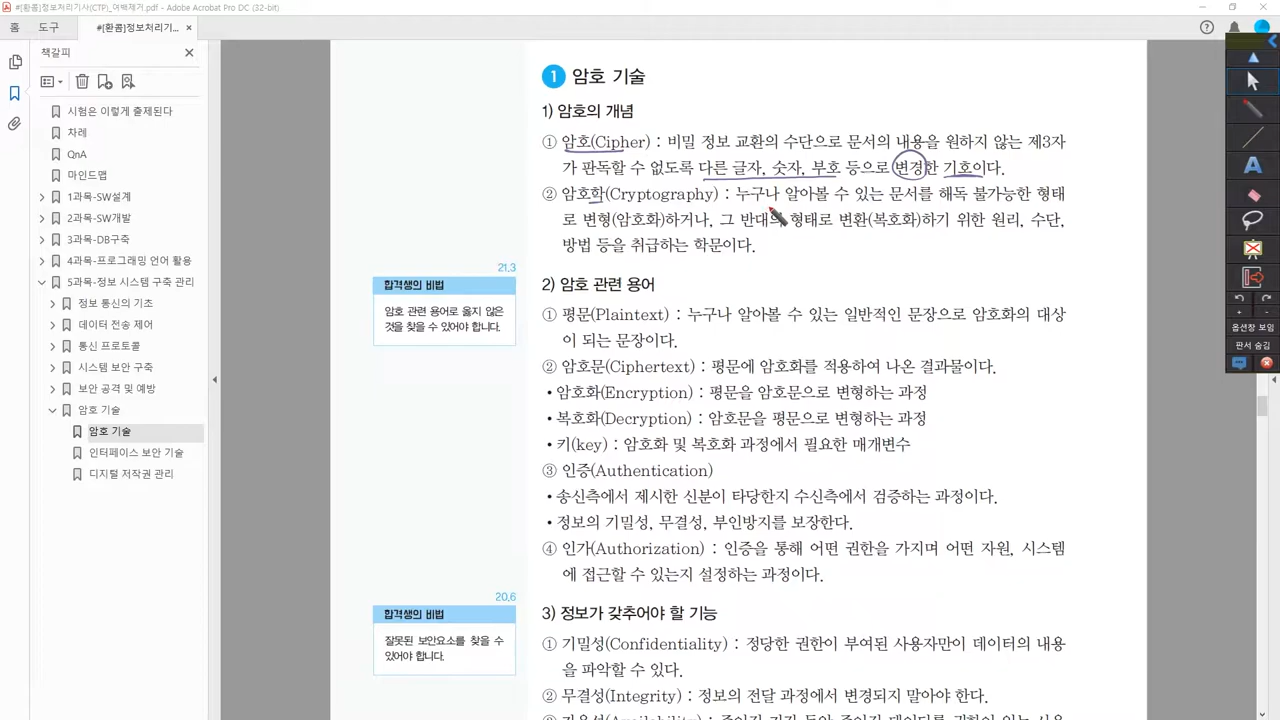 #[환콤]정보처리기사(CTP)_여백제거.pdf - Adobe Acrobat Pro DC (32-bit)
홈 도구 #[환콤]정보처리기... ×
책갈피
시험은 이렇게 출제된다
차례
QnA
마인드맵
1과목-SW설계
2과목-SW개발
3과목-DB구축
4과목-프로그래밍 언어 활용
5과목-정보 시스템 구축 관리
정보 통신의 기초
데이터 전송 제어
통신 프로토콜
시스템 보안 구축
보안 공격 및 예방
암호 기술
암호 기술
인터페이스 보안 기술
디지털 저작권 관리
1 암호 기술
1) 암호의 개념
① 암호(Cipher) : 비밀 정보 교환의 수단으로 문서의 내용을 원하지 않는 제3자
가 판독할 수 없도록 다른 글자, 숫자, 부호 등으로 변경한 기호이다.
② 암호학(Cryptography) : 누구나 알아볼 수 있는 문서를 해독 불가능한 형태
로 변형(암호화)하거나, 그 반대의 형태로 변환(복호화)하기 위한 원리, 수단,
방법 등을 취급하는 학문이다.
21.3
합격생의 비법
암호 관련 용어로 옳지 않은
것을 찾을 수 있어야 합니다.
2) 암호 관련 용어
① 평문(Plaintext) : 누구나 알아볼 수 있는 일반적인 문장으로 암호화의 대상
이 되는 문장이다.
② 암호문(Ciphertext) : 평문에 암호화를 적용하여 나온 결과물이다.
• 암호화(Encryption) : 평문을 암호문으로 변형하는 과정
• 복호화(Decryption) : 암호문을 평문으로 변형하는 과정
• 키(key) : 암호화 및 복호화 과정에서 필요한 매개변수
③ 인증(Authentication)
• 송신측에서 제시한 신분이 타당한지 수신측에서 검증하는 과정이다.
• 정보의 기밀성, 무결성, 부인방지를 보장한다.
④ 인가(Authorization) : 인증을 통해 어떤 권한을 가지며 어떤 자원, 시스템
에 접근할 수 있는지 설정하는 과정이다.
20.6
합격생의 비법
잘못된 보안요소를 찾을 수
있어야 합니다.
3) 정보가 갖추어야 할 기능
① 기밀성(Confidentiality) : 정당한 권한이 부여된 사용자만이 데이터의 내용
을 파악할 수 있다.
② 무결성(Integrity) : 정보의 전달 과정에서 변경되지 말아야 한다.
옵션창 보임
판서 숨김